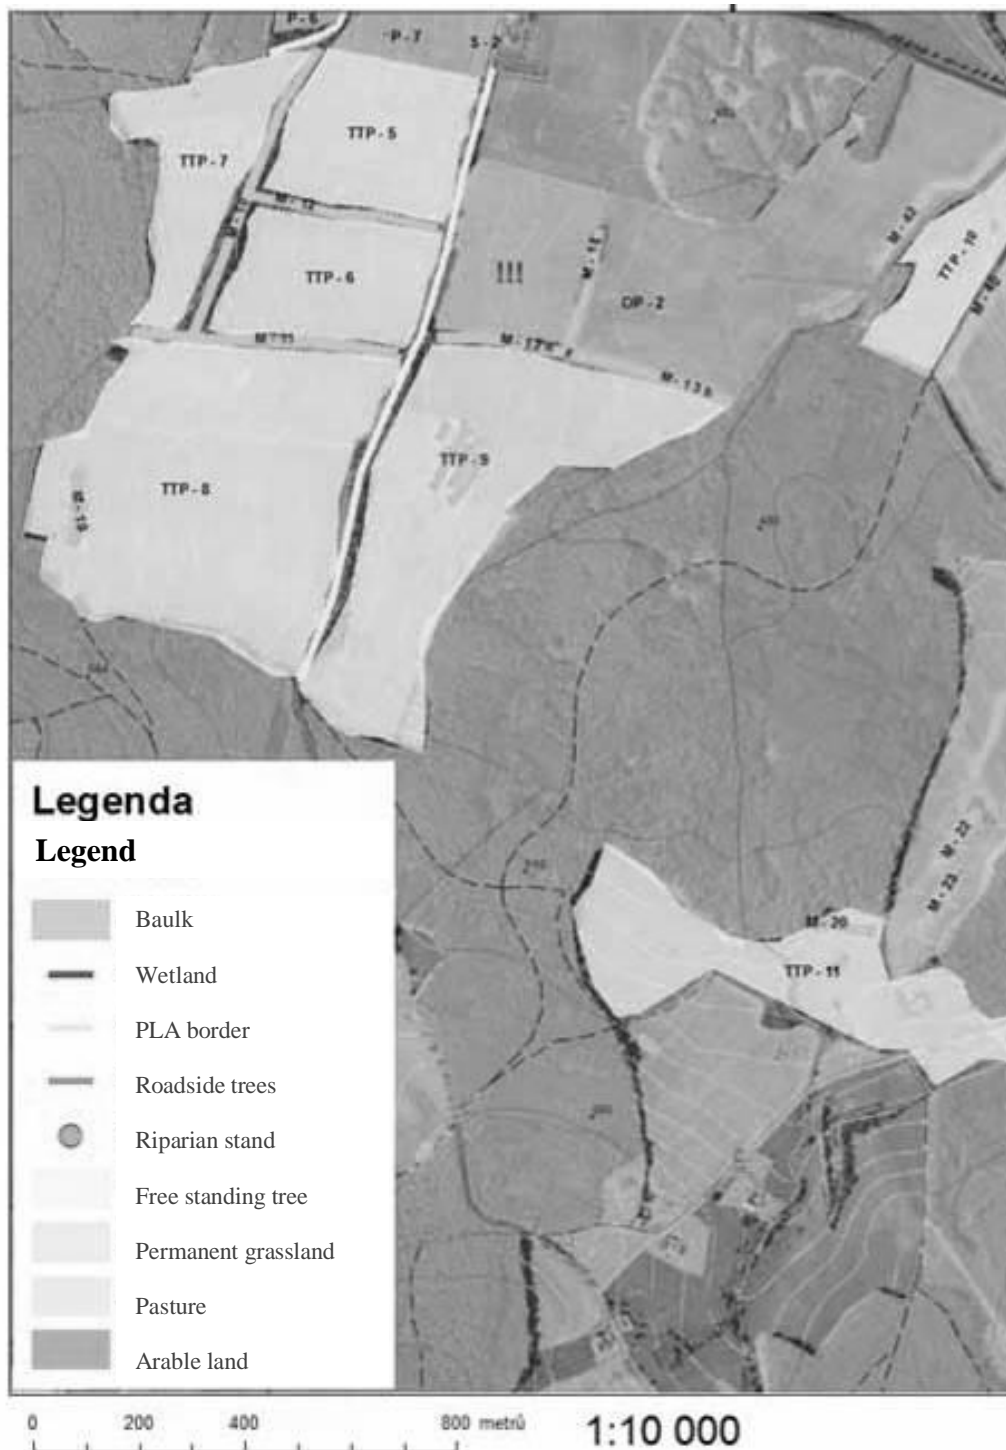 P-6
P-7
S-2
TTP-5
TTP-7
M-12
M-42
TTP-10
M-40
TTP-6
!!!
OP-2
M-11
TTP-9
TTP-8
M-19
Legenda
Legend
Baulk
Wetland
PLA border
Roadside trees
Riparian stand
Free standing tree
Permanent grassland
Pasture
Arable land
M-22
M-23
M-20
TTP-11
0 200 400 800 metrů
1:10 000